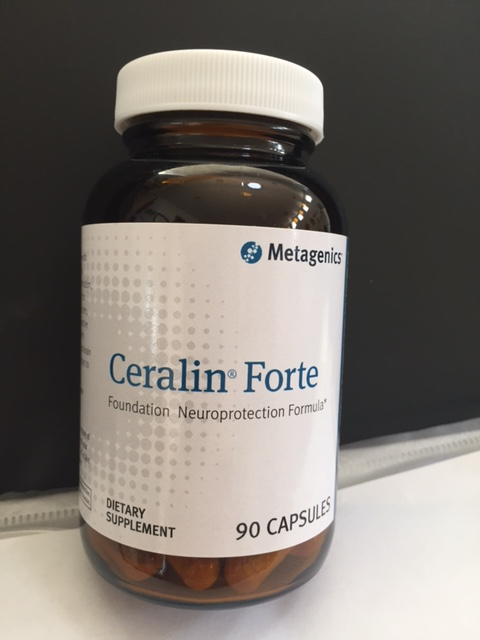 Metagenics
Ceralin® Forte
Foundation Neuroprotection Formula*
DIETARY
SUPPLEMENT
90 CAPSULES